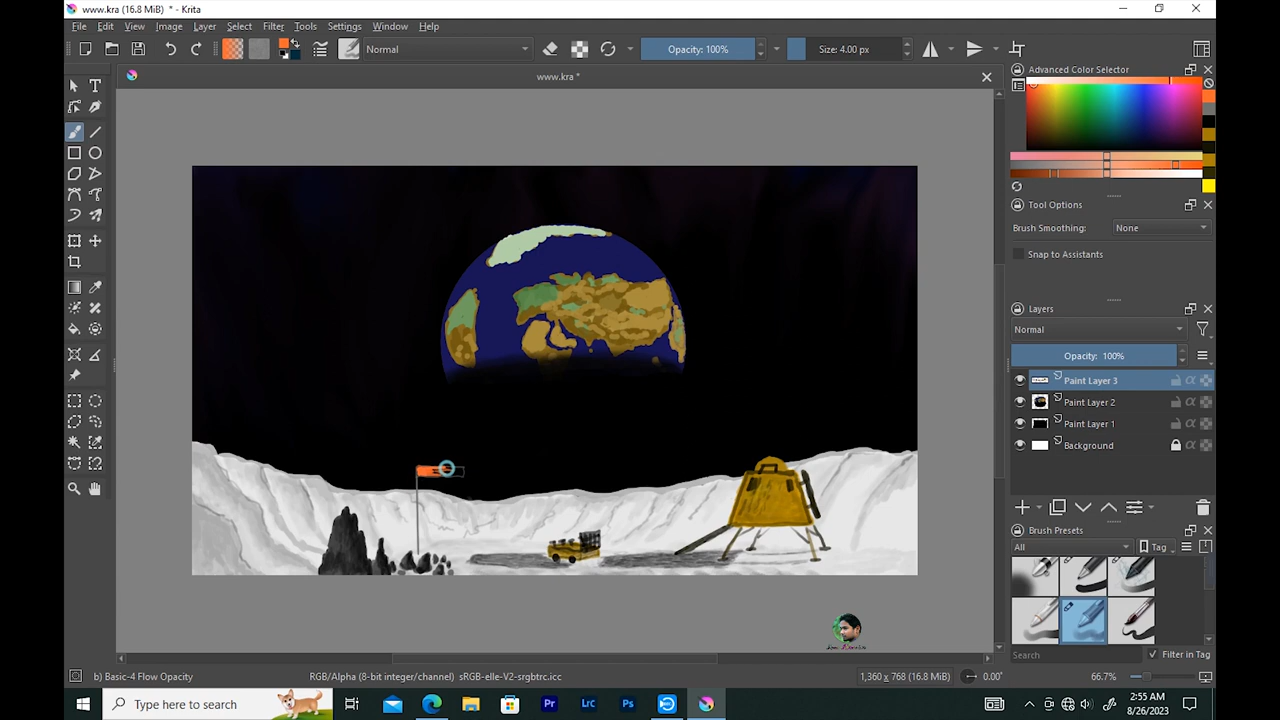 www.kra (16.8 MiB) * - Krita
File Edit View Image Layer Select Filter Tools Settings Window Help
Normal
Opacity: 100%
Size: 4.00 px
www.kra *
Advanced Color Selector
Tool Options
Brush Smoothing: None
Snap to Assistants
Layers
Normal
Opacity: 100%
Paint Layer 3
Paint Layer 2
Paint Layer 1
Background
Brush Presets
All
Tag
Search
Filter in Tag
b) Basic-4 Flow Opacity
RGB/Alpha (8-bit integer/channel) sRGB-elle-V2-srgbtrc.icc
1,360 x 768 (16.8 MiB)
0.00°
66.7%
Type here to search
Pr
Lrc
Ps
2:55 AM
8/26/2023